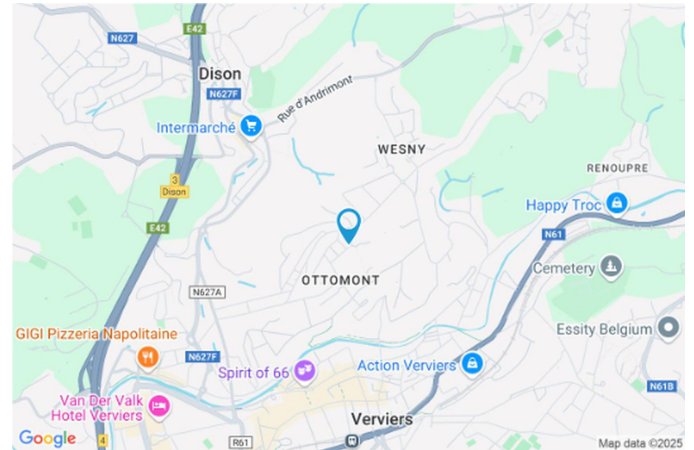 E42
N627
Dison
N627F
Rue d'Andrimont
Intermarché
WESNY
RENOUPRE
3
Dison
Happy Troc
E42
N61
Cemetery
OTTOMONT
N627A
GIGI Pizzeria Napolitaine
Essity Belgium
N627F
Spirit of 66
Action Verviers
N61B
Van Der Valk
Hotel Verviers
Verviers
Google
4
R61
Map data ©2025